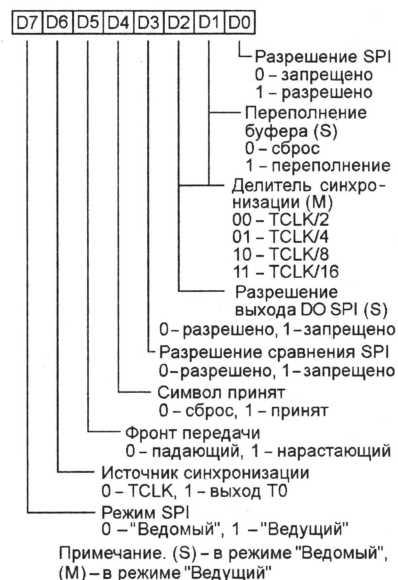 D7 D6 D5 D4 D3 D2 D1 D0
Разрешение SPI
0 – запрещено
1 – разрешено
Переполнение
буфера (S)
0 – сброс
1 – переполнение
Делитель синхро-
низации (M)
00 – TCLK/2
01 – TCLK/4
10 – TCLK/8
11 – TCLK/16
Разрешение
выхода DO SPI (S)
0 – разрешено, 1 – запрещено
Разрешение сравнения SPI
0 – разрешено, 1 – запрещено
Символ принят
0 – сброс, 1 – принят
Фронт передачи
0 – падающий, 1 – нарастающий
Источник синхронизации
0 – TCLK, 1 – выход T0
Режим SPI
0 – "Ведомый", 1 – "Ведущий"
Примечание. (S) – в режиме "Ведомый",
(M) – в режиме "Ведущий"